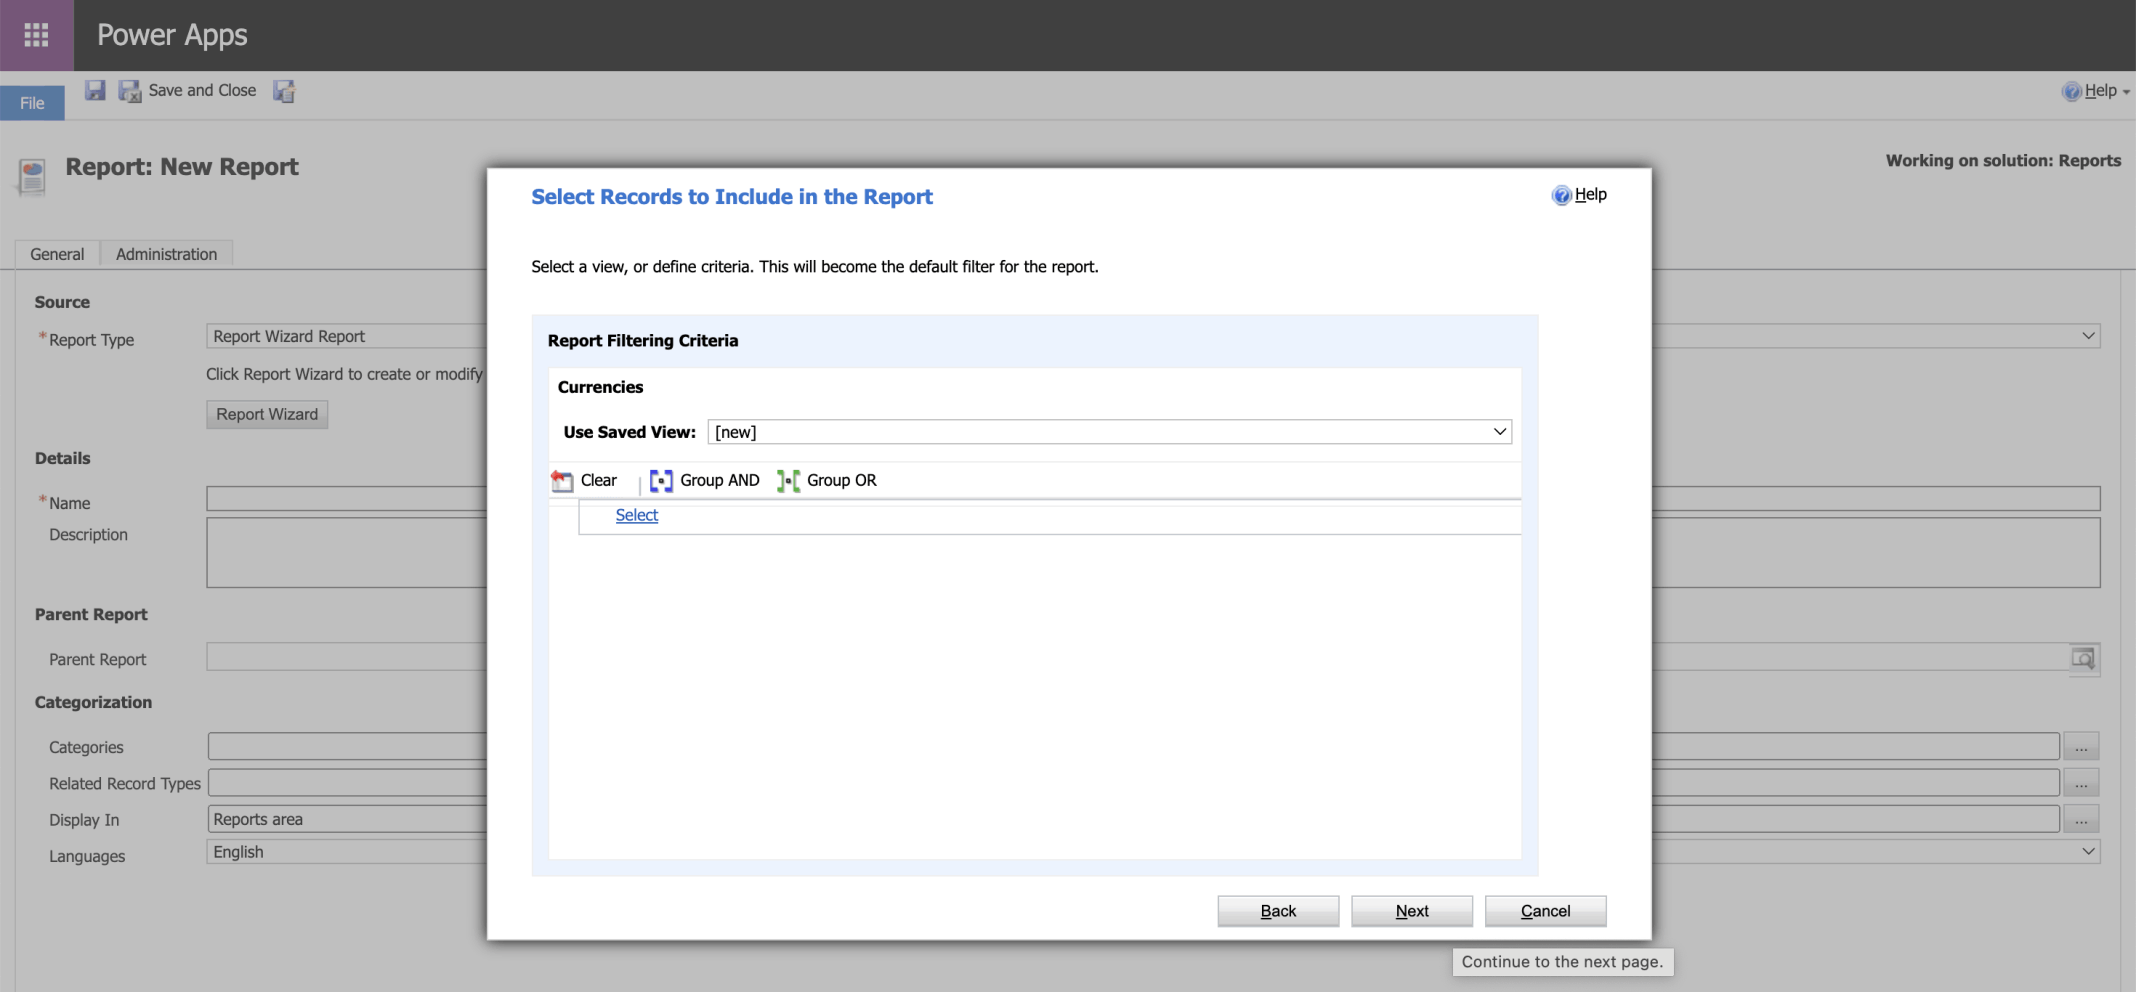 Power Apps
File
Save and Close
Help
Report: New Report
Working on solution: Reports
General
Administration
Source
*Report Type
Report Wizard Report
Click Report Wizard to create or modify
Report Wizard
Details
*Name
Description
Parent Report
Parent Report
Categorization
Categories
...
Related Record Types
...
Display In
Reports area
...
Languages
English
Select Records to Include in the Report
Help
Select a view, or define criteria. This will become the default filter for the report.
Report Filtering Criteria
Currencies
Use Saved View: [new]
Clear
Group AND
Group OR
Select
Back
Next
Cancel
Continue to the next page.